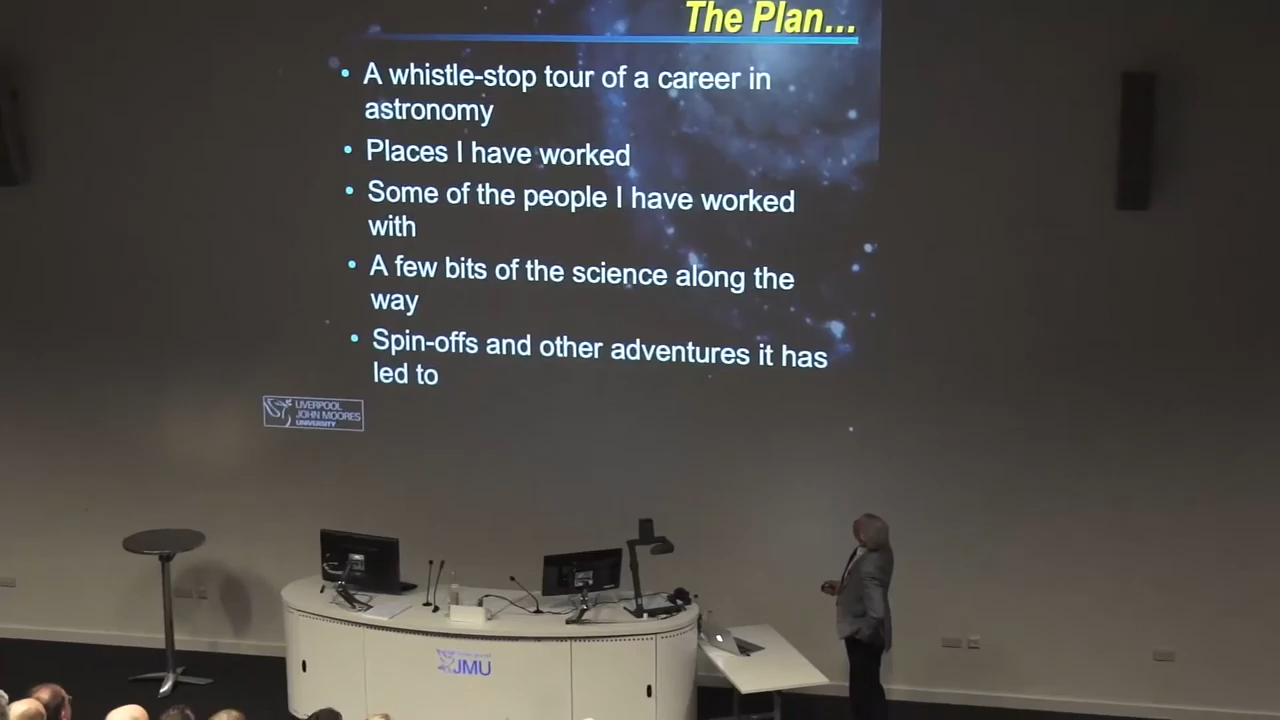 The Plan...
• A whistle-stop tour of a career in
astronomy
• Places I have worked
• Some of the people I have worked
with
• A few bits of the science along the
way
• Spin-offs and other adventures it has
led to
LIVERPOOL
JOHN MOORES
UNIVERSITY
JMU